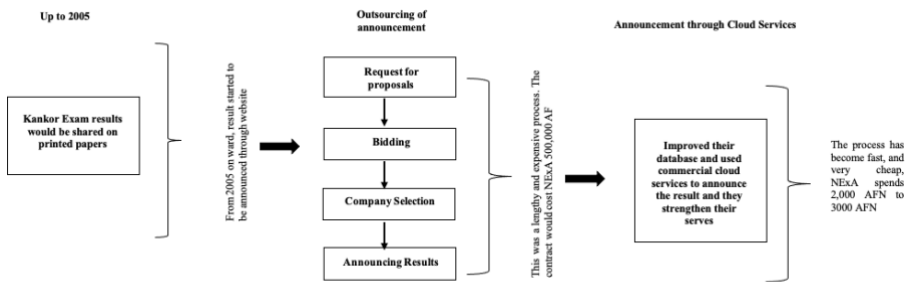 Up to 2005
Kankor Exam results
would be shared on
printed papers
From 2005 on ward, result started to
be announced through website
Outsourcing of
announcement
Request for
proposals
Bidding
Company Selection
Announcing Results
This was a lengthy and expensive process. The
contract would cost NExA 500,000 AF
Announcement through Cloud Services
Improved their
database and used
commercial cloud
services to announce
the result and they
strengthen their
serves
The process has
become fast, and
very cheap,
NExA spends
2,000 AFN to
3000 AFN